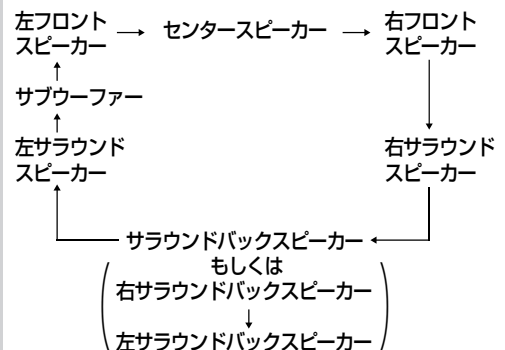 左フロント
スピーカー
センタースピーカー
右フロント
スピーカー
サブウーファー
左サラウンド
スピーカー
右サラウンド
スピーカー
サラウンドバックスピーカー
もしくは
右サラウンドバックスピーカー
左サラウンドバックスピーカー